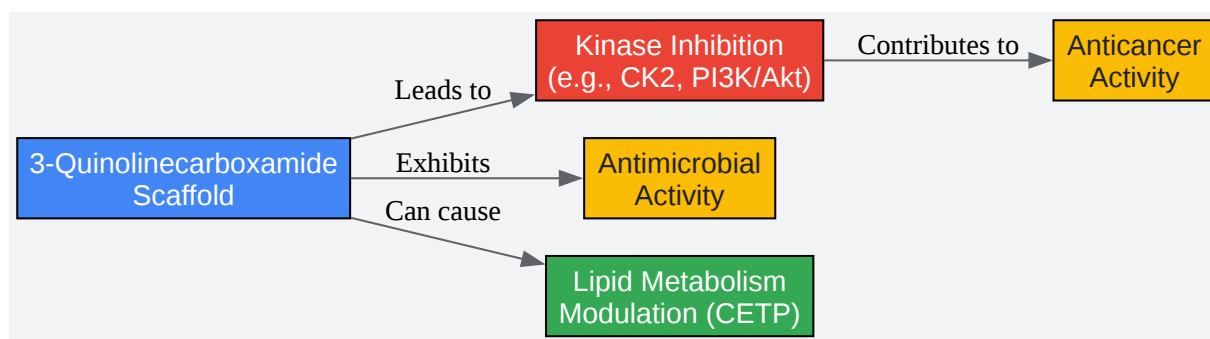 Kinase Inhibition
(e.g., CK2, PI3K/Akt)
Contributes to
Anticancer
Activity
Leads to
3-Quinolinecarboxamide
Scaffold
Exhibits
Antimicrobial
Activity
Can cause
Lipid Metabolism
Modulation (CETP)